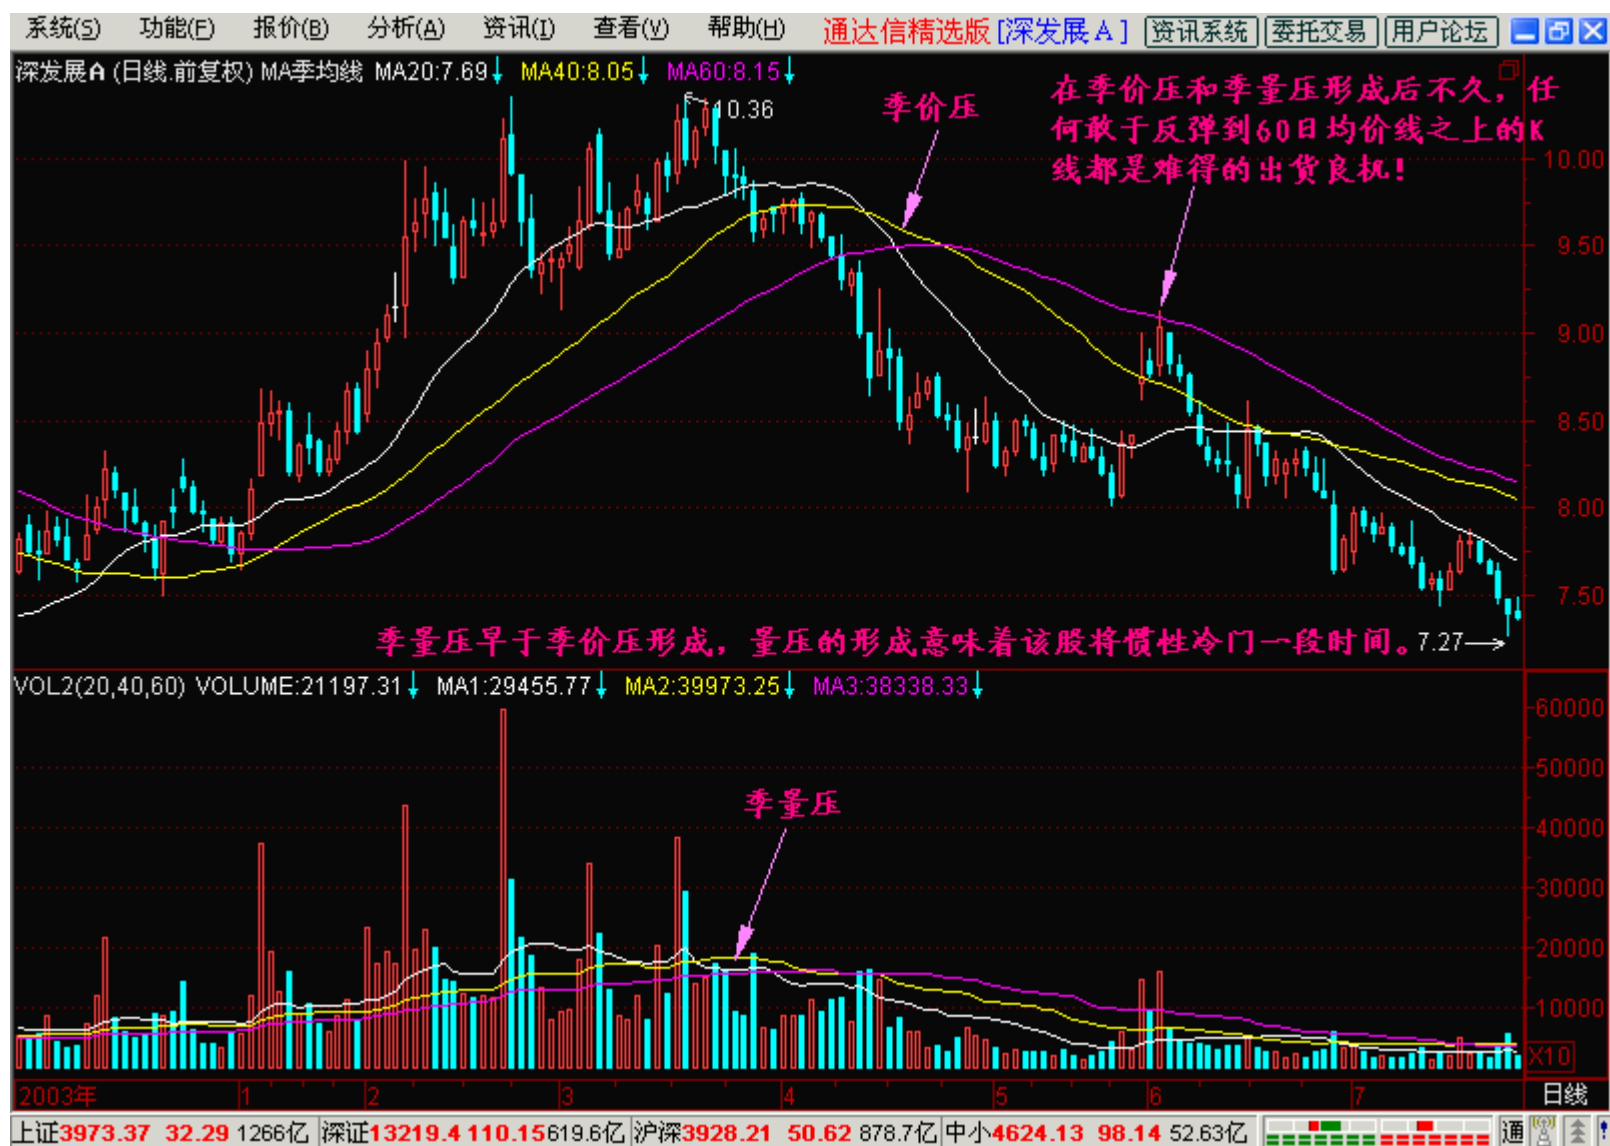 系统(S) 功能(F) 报价(B) 分析(A) 资讯(I) 查看(V) 帮助(H) 通达信精选版 [深发展A] 资讯系统 委托交易 用户论坛
深发展A (日线.前复权) MA季均线 MA20:7.69↓ MA40:8.05↓ MA60:8.15↓
10.36
季价压
在季价压和季量压形成后不久，任
何敢于反弹到60日均价线之上的K
线都是难得的出货良机！
10.00
9.50
9.00
8.50
8.00
7.50
季量压早于季价压形成，量压的形成意味着该股将惯性冷门一段时间。
7.27
VOL2(20,40,60) VOLUME:21197.31↓ MA1:29455.77↓ MA2:39973.25↓ MA3:38338.33↓
60000
50000
季量压
40000
30000
20000
10000
X10
2003年 1 2 3 4 5 6 7 日线
上证3973.37 32.29 1266亿 深证13219.4 110.15 619.6亿 沪深3928.21 50.62 878.7亿 中小4624.13 98.14 52.63亿 通